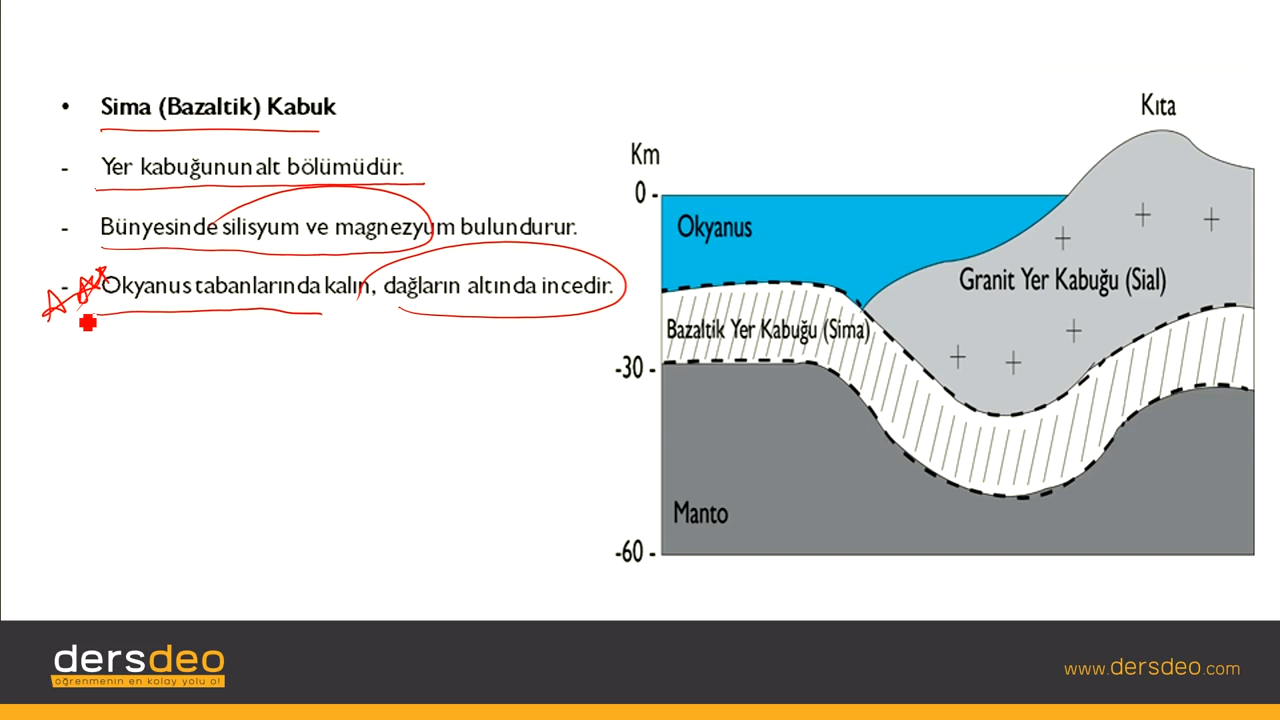 • Sima (Bazaltik) Kabuk
- Yer kabuğunun alt bölümüdür.
- Bünyesinde silisyum ve magnezyum bulundurur.
- Okyanus tabanlarında kalın, dağların altında incedir.
Kıta
Km
0 -
Okyanus
Granit Yer Kabuğu (Sial)
Bazaltik Yer Kabuğu (Sima)
-30 -
Manto
-60 -
dersdeo
öğrenmenin en kolay yolu o!
www.dersdeo.com